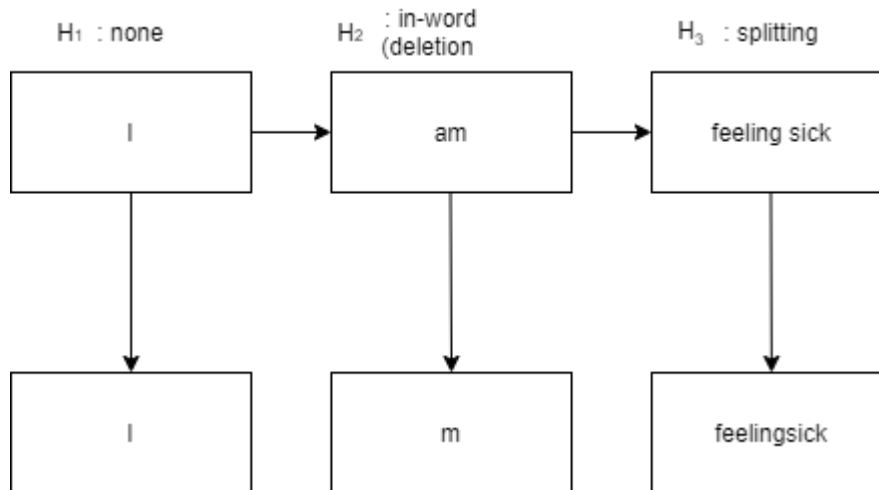 H1 : none
H2 : in-word
(deletion
H3 : splitting
I
am
feeling sick
I
m
feelingsick